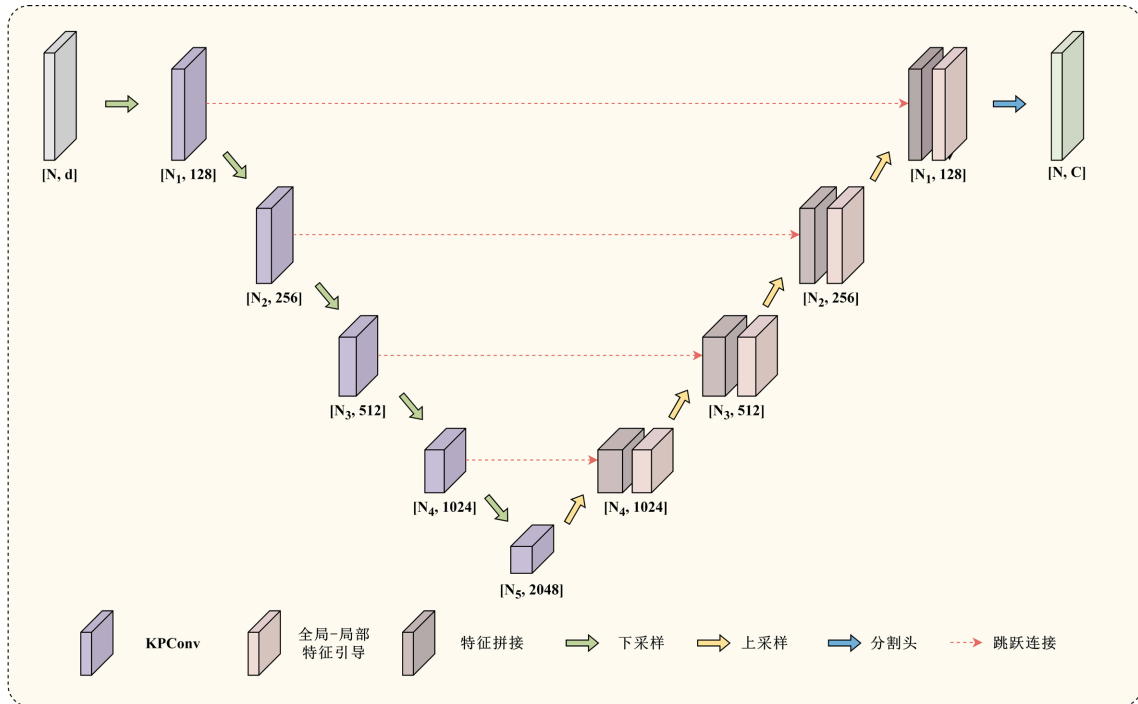 [N, d]
[N₁, 128]
[N₁, 128]
[N, C]
[N₂, 256]
[N₂, 256]
[N₃, 512]
[N₃, 512]
[N₄, 1024]
[N₄, 1024]
[N₅, 2048]
KPConv
全局-局部
特征引导
特征拼接
下采样
上采样
分割头
跳跃连接